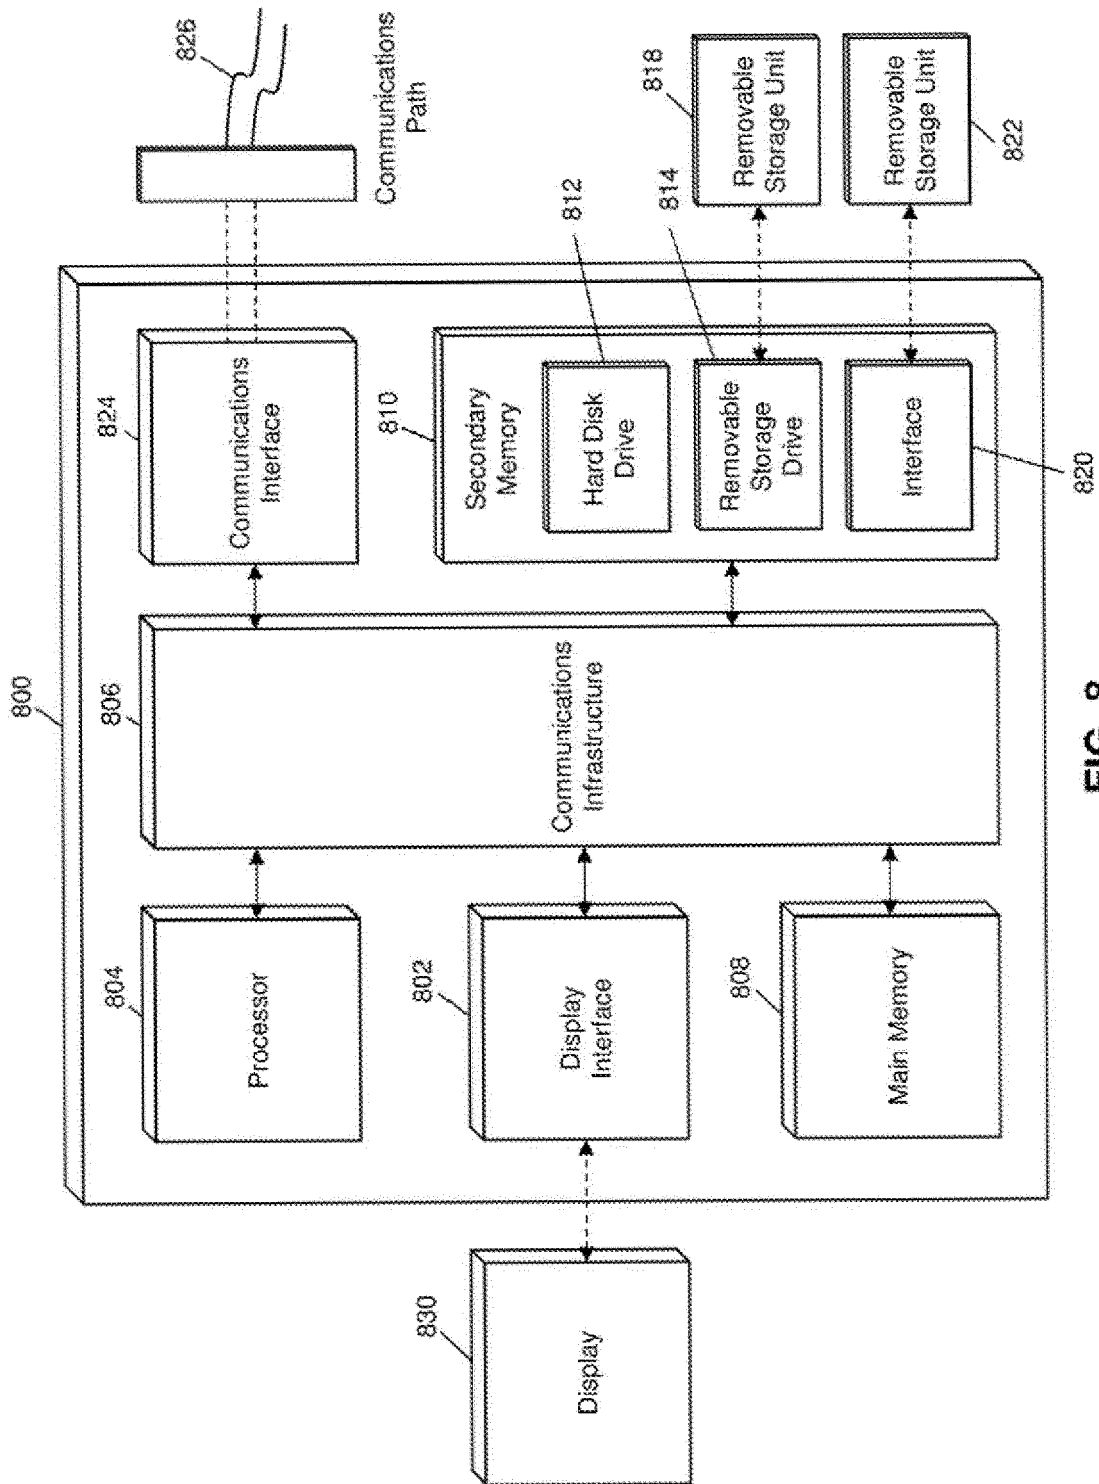 800
804
Processor
806
Communications
Infrastructure
824
Communications
Interface
826
Communications
Path
830
Display
802
Display
Interface
808
Main Memory
810
Secondary
Memory
812
Hard Disk
Drive
814
Removable
Storage
Drive
Interface
820
818
Removable
Storage Unit
Removable
Storage Unit
822
FIG. 8